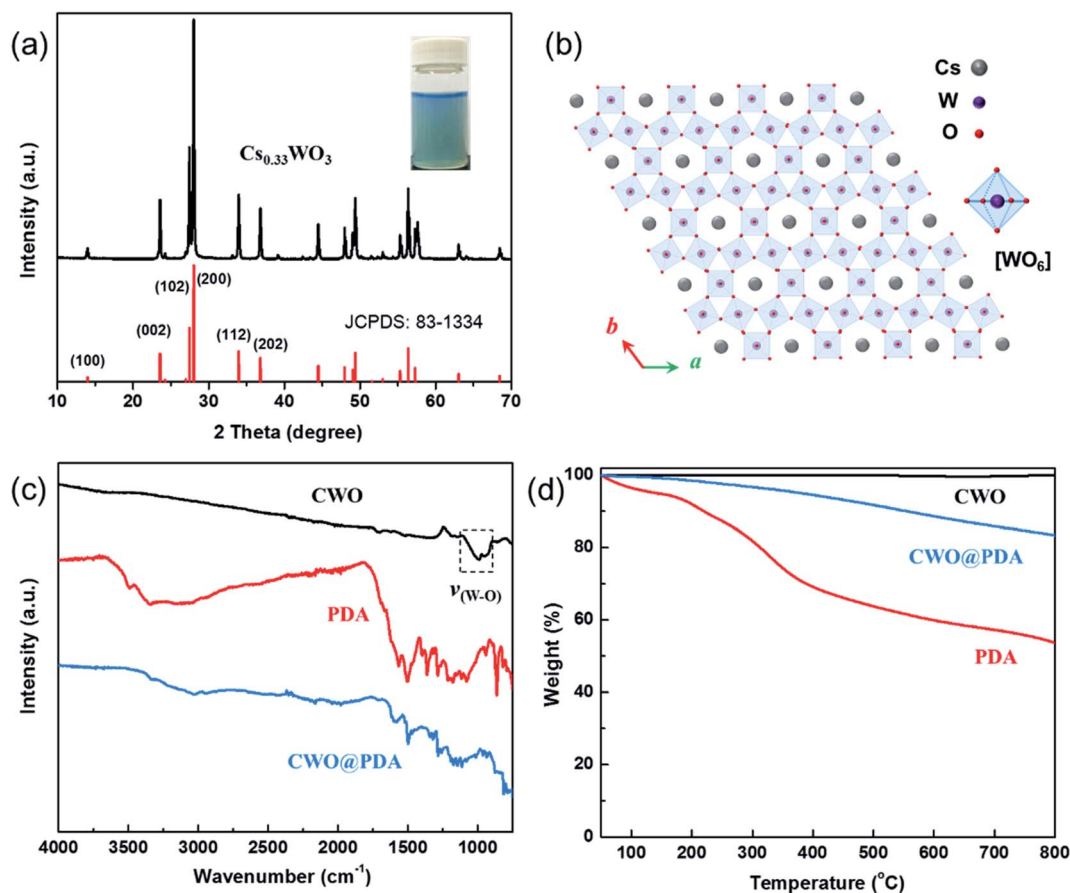 (a)
Intensity (a.u.)
Cs₀.₃₃WO₃
JCPDS: 83-1334
(100)
(002)
(102)
(200)
(112)
(202)
10 20 30 40 50 60 70
2 Theta (degree)
(b)
Cs
W
O
[WO₆]
b
a
(c)
Intensity (a.u.)
CWO
ν(W-O)
PDA
CWO@PDA
4000 3500 3000 2500 2000 1500 1000
Wavenumber (cm⁻¹)
(d)
Weight (%)
100
80
60
40
20
0
CWO
CWO@PDA
PDA
100 200 300 400 500 600 700 800
Temperature (°C)